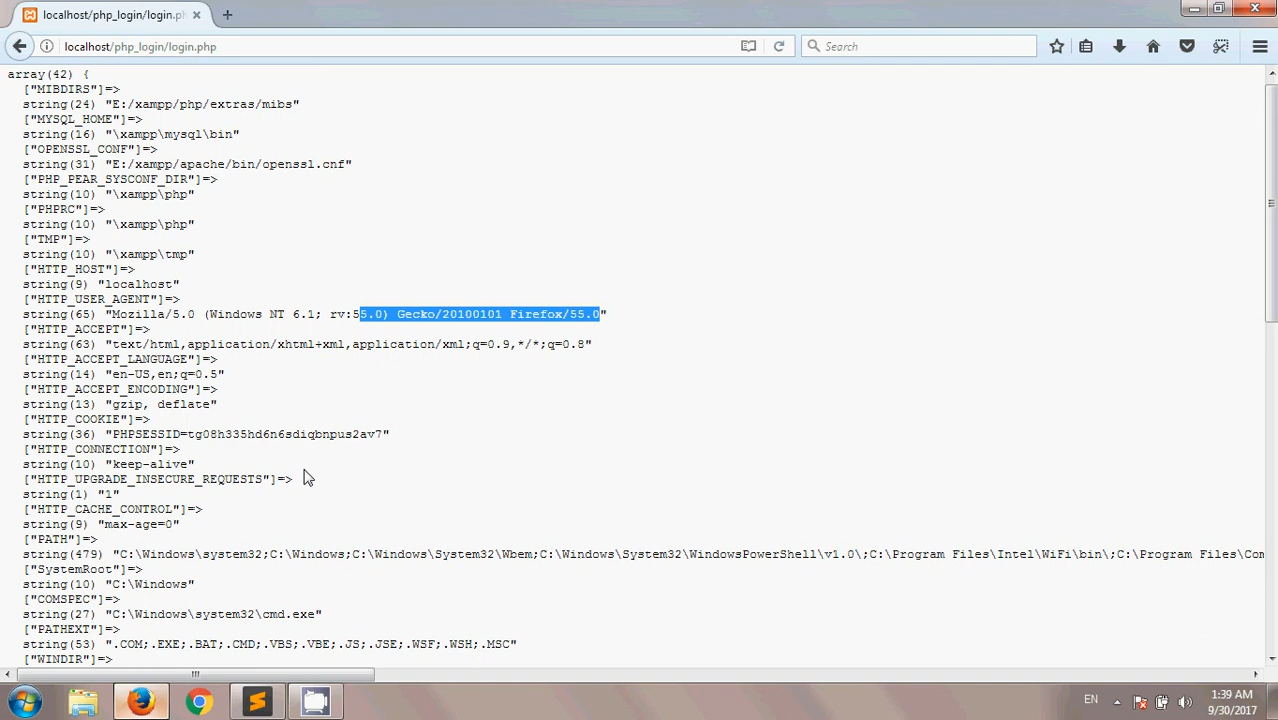 localhost/php_login/login.ph
localhost/php_login/login.php
Search
array(42) {
["MIBDIRS"]=>
string(24) "E:/xampp/php/extras/mibs"
["MYSQL_HOME"]=>
string(16) "\xampp\mysql\bin"
["OPENSSL_CONF"]=>
string(31) "E:/xampp/apache/bin/openssl.cnf"
["PHP_PEAR_SYSCONF_DIR"]=>
string(10) "\xampp\php"
["PHPRC"]=>
string(10) "\xampp\php"
["TMP"]=>
string(10) "\xampp\tmp"
["HTTP_HOST"]=>
string(9) "localhost"
["HTTP_USER_AGENT"]=>
string(65) "Mozilla/5.0 (Windows NT 6.1; rv:55.0) Gecko/20100101 Firefox/55.0"
["HTTP_ACCEPT"]=>
string(63) "text/html,application/xhtml+xml,application/xml;q=0.9,*/*;q=0.8"
["HTTP_ACCEPT_LANGUAGE"]=>
string(14) "en-US,en;q=0.5"
["HTTP_ACCEPT_ENCODING"]=>
string(13) "gzip, deflate"
["HTTP_COOKIE"]=>
string(36) "PHPSESSID=tg08h335hd6n6sdiqbnpus2av7"
["HTTP_CONNECTION"]=>
string(10) "keep-alive"
["HTTP_UPGRADE_INSECURE_REQUESTS"]=>
string(1) "1"
["HTTP_CACHE_CONTROL"]=>
string(9) "max-age=0"
["PATH"]=>
string(479) "C:\Windows\system32;C:\Windows;C:\Windows\System32\Wbem;C:\Windows\System32\WindowsPowerShell\v1.0\;C:\Program Files\Intel\WiFi\bin\;C:\Program Files\Com
["SystemRoot"]=>
string(10) "C:\Windows"
["COMSPEC"]=>
string(27) "C:\Windows\system32\cmd.exe"
["PATHEXT"]=>
string(53) ".COM;.EXE;.BAT;.CMD;.VBS;.VBE;.JS;.JSE;.WSF;.WSH;.MSC"
["WINDIR"]=>
EN
1:39 AM
9/30/2017